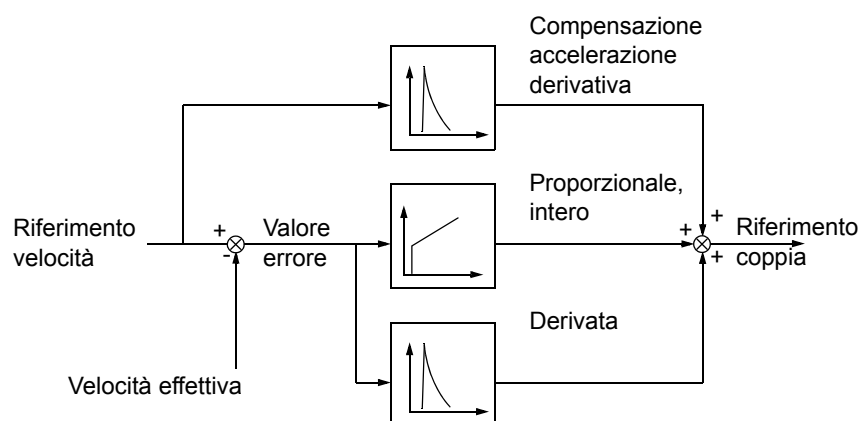 Compensazione
accelerazione
derivativa
Riferimento
velocità
+
-
Valore
errore
Proporzionale,
intero
+
+
+
Riferimento
coppia
Derivata
Velocità effettiva